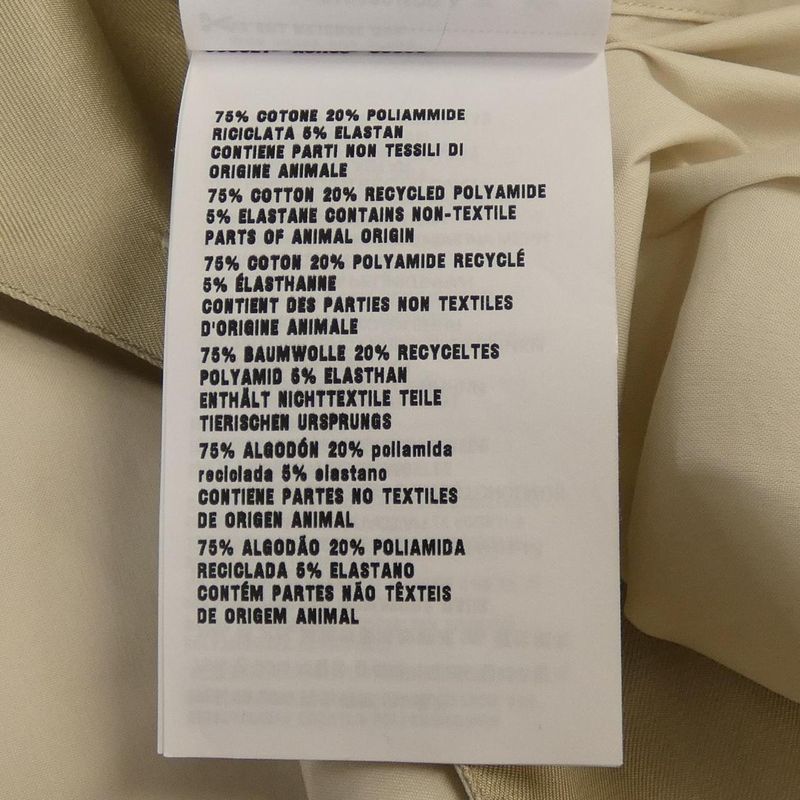 75% COTONE 20% POLIAMMIDE
RICICLATA 5% ELASTAN
CONTIENE PARTI NON TESSILI DI
ORIGINE ANIMALE
75% COTTON 20% RECYCLED POLYAMIDE
5% ELASTANE CONTAINS NON-TEXTILE
PARTS OF ANIMAL ORIGIN
75% COTON 20% POLYAMIDE RECYCLÉ
5% ÉLASTHANNE
CONTIENT DES PARTIES NON TEXTILES
D'ORIGINE ANIMALE
75% BAUMWOLLE 20% RECYCELTES
POLYAMID 5% ELASTHAN
ENTHÄLT NICHTTEXTILE TEILE
TIERISCHEN URSPRUNGS
75% ALGODÓN 20% poliamida
reciclada 5% elastano
CONTIENE PARTES NO TEXTILES
DE ORIGEN ANIMAL
75% ALGODÃO 20% POLIAMIDA
RECICLADA 5% ELASTANO
CONTÉM PARTES NÃO TÊXTEIS
DE ORIGEM ANIMAL